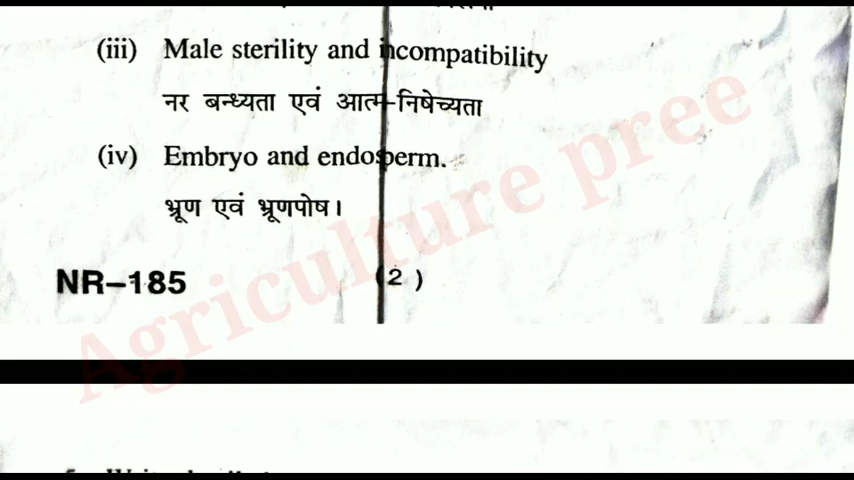 (iii) Male sterility and incompatibility
नर बन्ध्यता एवं आत्म-निषेच्यता
(iv) Embryo and endosperm.
भ्रूण एवं भ्रूणपोष।
NR–185 (2)
Agriculture pree